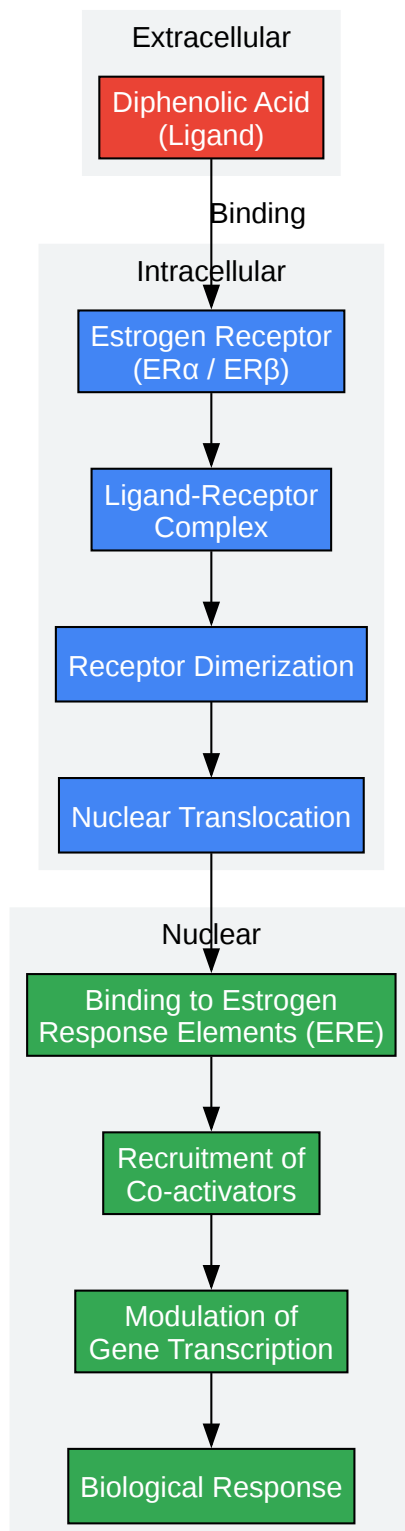 Extracellular
Diphenolic Acid
(Ligand)
Binding
Intracellular
Estrogen Receptor
(ERα / ERβ)
Ligand-Receptor
Complex
Receptor Dimerization
Nuclear Translocation
Nuclear
Binding to Estrogen
Response Elements (ERE)
Recruitment of
Co-activators
Modulation of
Gene Transcription
Biological Response